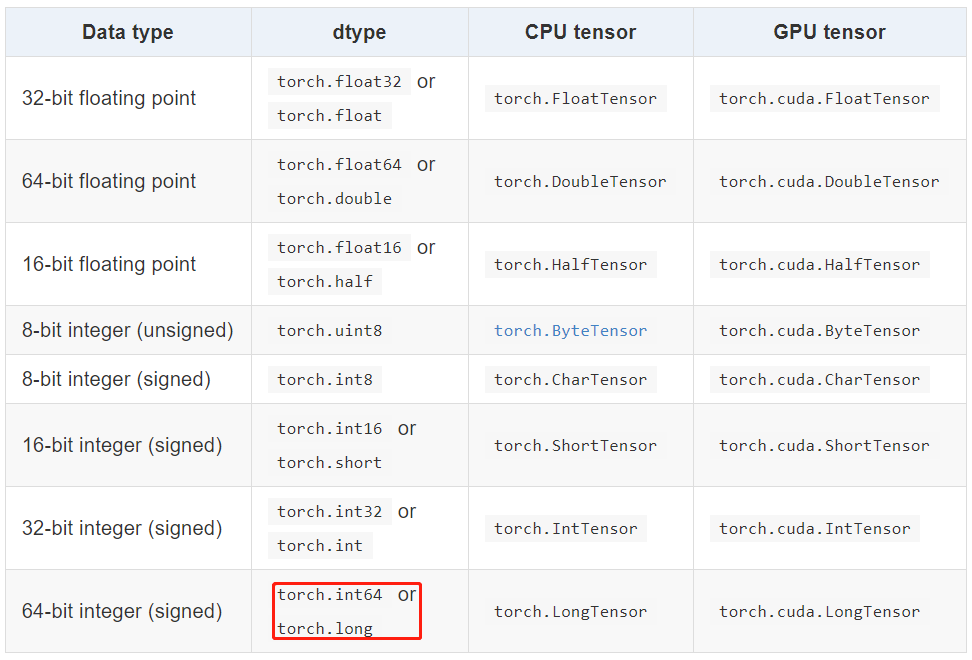 Data type dtype CPU tensor GPU tensor
torch.float32 or
32-bit floating point torch.FloatTensor torch.cuda.FloatTensor
torch.float
torch.float64 or
64-bit floating point torch.DoubleTensor torch.cuda.DoubleTensor
torch.double
torch.float16 or
16-bit floating point torch.HalfTensor torch.cuda.HalfTensor
torch.half
8-bit integer (unsigned) torch.uint8 torch.ByteTensor torch.cuda.ByteTensor
8-bit integer (signed) torch.int8 torch.CharTensor torch.cuda.CharTensor
torch.int16 or
16-bit integer (signed) torch.ShortTensor torch.cuda.ShortTensor
torch.short
torch.int32 or
32-bit integer (signed) torch.IntTensor torch.cuda.IntTensor
torch.int
torch.int64 or
64-bit integer (signed) torch.LongTensor torch.cuda.LongTensor
torch.long